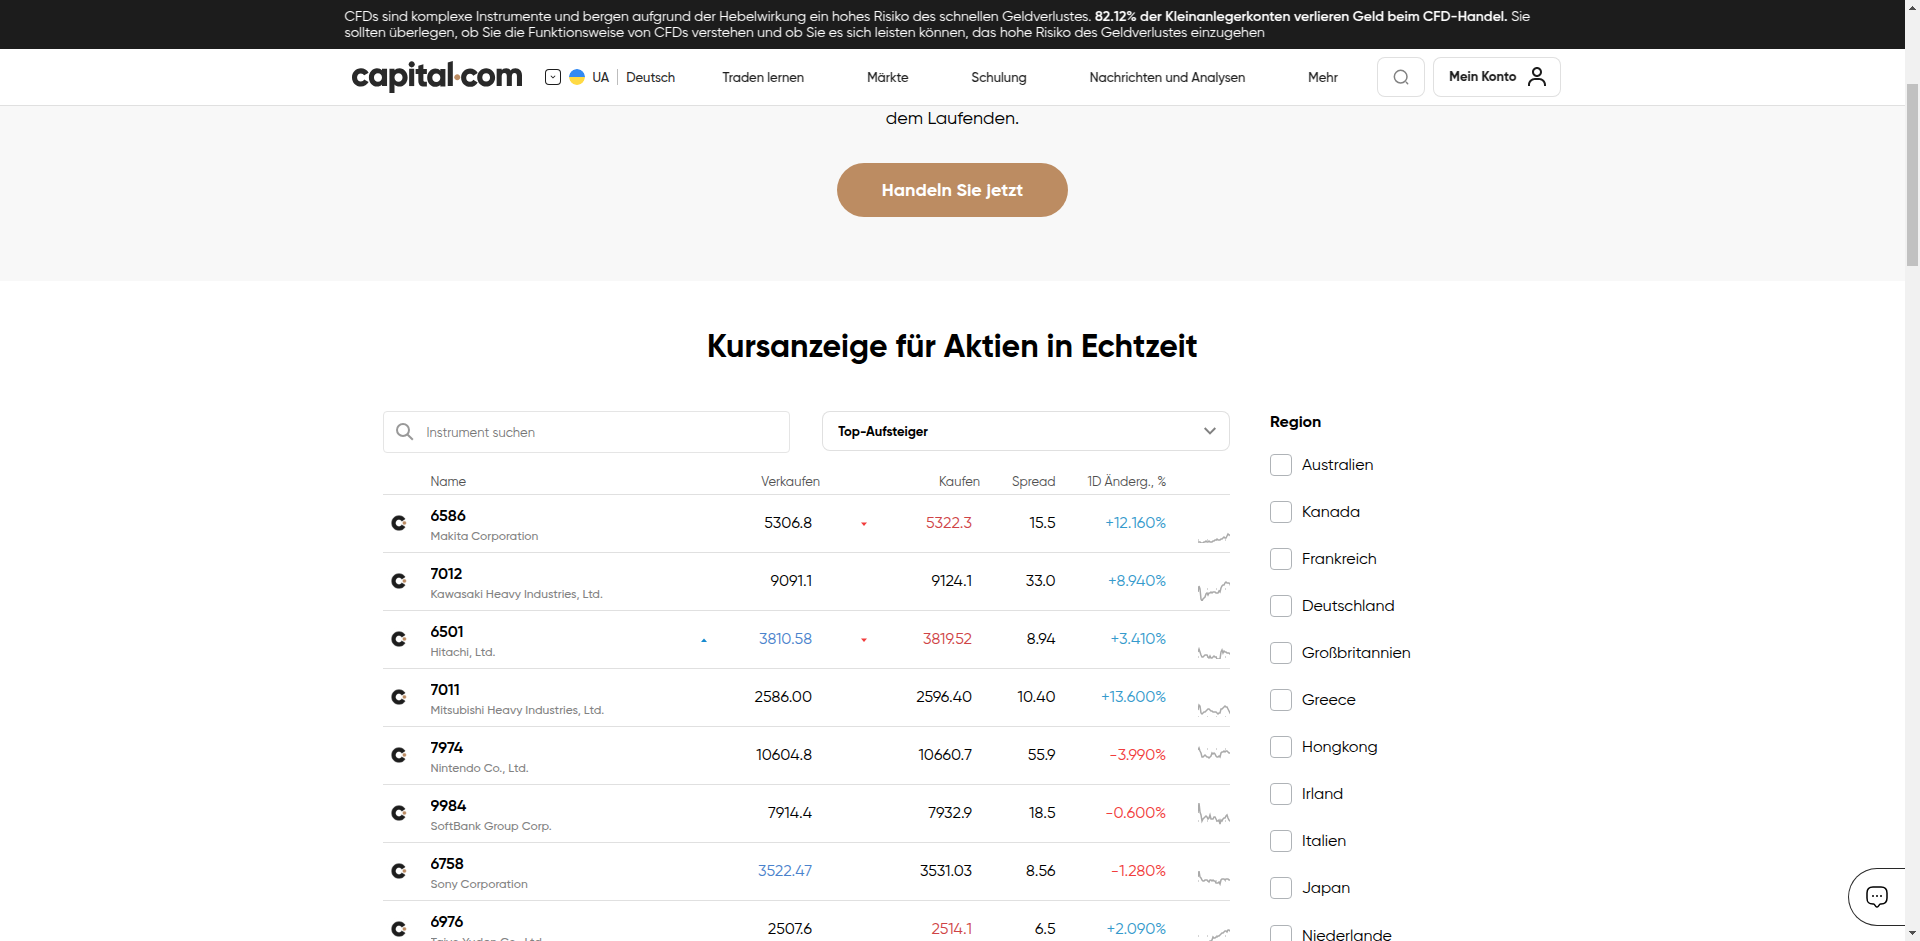 CFDs sind komplexe Instrumente und bergen aufgrund der Hebelwirkung ein hohes Risiko des schnellen Geldverlustes. 82.12% der Kleinanlegerkonten verlieren Geld beim CFD-Handel. Sie
sollten überlegen, ob Sie die Funktionsweise von CFDs verstehen und ob Sie es sich leisten können, das hohe Risiko des Geldverlustes einzugehen
capital.com UA Deutsch Traden lernen Märkte Schulung Nachrichten und Analysen Mehr Mein Konto
dem Laufenden.
Handeln Sie jetzt
Kursanzeige für Aktien in Echtzeit
Instrument suchen
Top-Aufsteiger
Name Verkaufen Kaufen Spread 1D Änderg., %
6586 5306.8 5322.3 15.5 +12.160%
Makita Corporation
7012 9091.1 9124.1 33.0 +8.940%
Kawasaki Heavy Industries, Ltd.
6501 3810.58 3819.52 8.94 +3.410%
Hitachi, Ltd.
7011 2586.00 2596.40 10.40 +13.600%
Mitsubishi Heavy Industries, Ltd.
7974 10604.8 10660.7 55.9 -3.990%
Nintendo Co., Ltd.
9984 7914.4 7932.9 18.5 -0.600%
SoftBank Group Corp.
6758 3522.47 3531.03 8.56 -1.280%
Sony Corporation
6976 2507.6 2514.1 6.5 +2.090%
Region
Australien
Kanada
Frankreich
Deutschland
Großbritannien
Greece
Hongkong
Irland
Italien
Japan
Niederlande